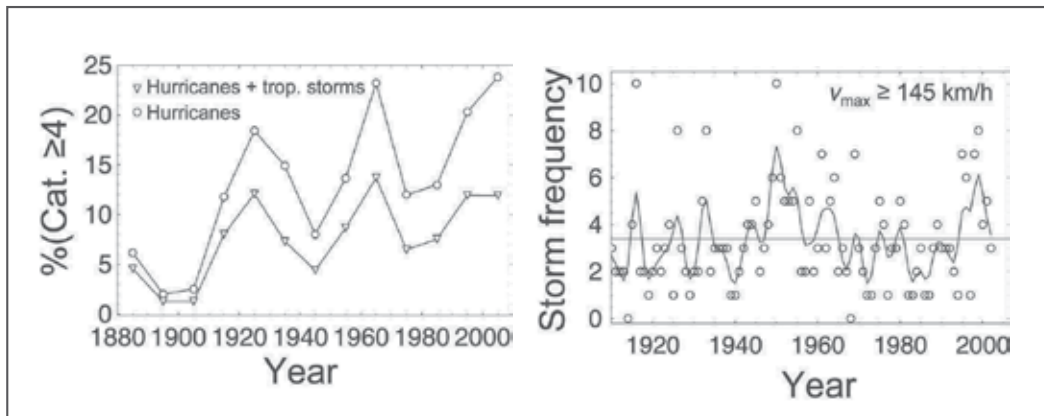 25
20
15
10
5
0
%(Cat. ≥4)
Hurricanes + trop. storms
Hurricanes
1880 1900 1920 1940 1960 1980 2000
Year
10
8
6
4
2
0
Storm frequency
vmax ≥ 145 km/h
1920 1940 1960 1980 2000
Year